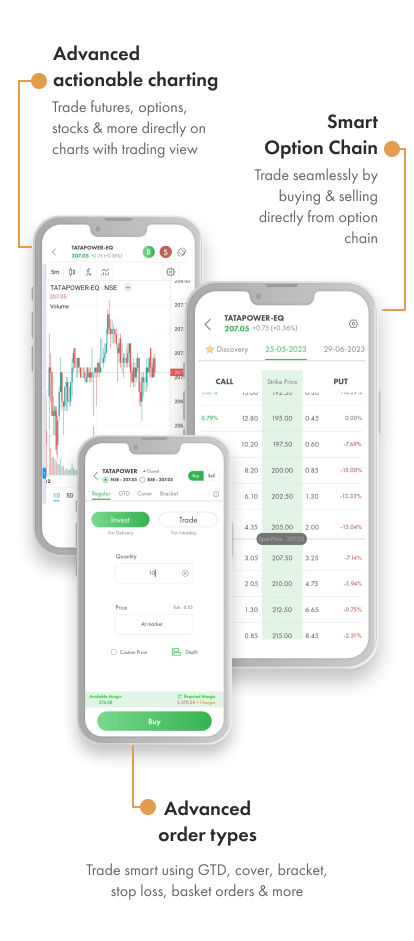 Advanced
actionable charting
Trade futures, options,
stocks & more directly on
charts with trading view
Smart
Option Chain
Trade seamlessly by
buying & selling
directly from option
chain
TATAPOWER-EQ
207.05 +0.75 (+0.36%)
B S
5m
TATAPOWER-EQ · NSE
207.05
Volume
207
1D 5D
TATAPOWER-EQ
207.05 +0.75 (+0.36%)
Discovery 25-05-2023 29-06-2023
CALL Strike Price PUT
0.79% 12.80 195.00 0.45 0.00%
10.20 197.50 0.60 -7.69%
8.20 200.00 0.85 -15.00%
6.10 202.50 1.30 -13.33%
4.35 205.00 2.00 -13.04%
Spot Price : 207.05
3.05 207.50 3.25 -7.14%
2.05 210.00 4.75 -5.94%
1.30 212.50 6.65 -0.75%
0.85 215.00 8.45 -2.31%
TATAPOWER Closed
NSE : 207.05 BSE : 207.05
Buy Sell
Regular GTD Cover Bracket
Invest Trade
For Delivery For Intraday
Quantity
10
Price Tick : 0.05
At market
Custom Price Depth
Available Margin Required Margin
276.00 2,070.50 + Charges
Buy
Advanced
order types
Trade smart using GTD, cover, bracket,
stop loss, basket orders & more